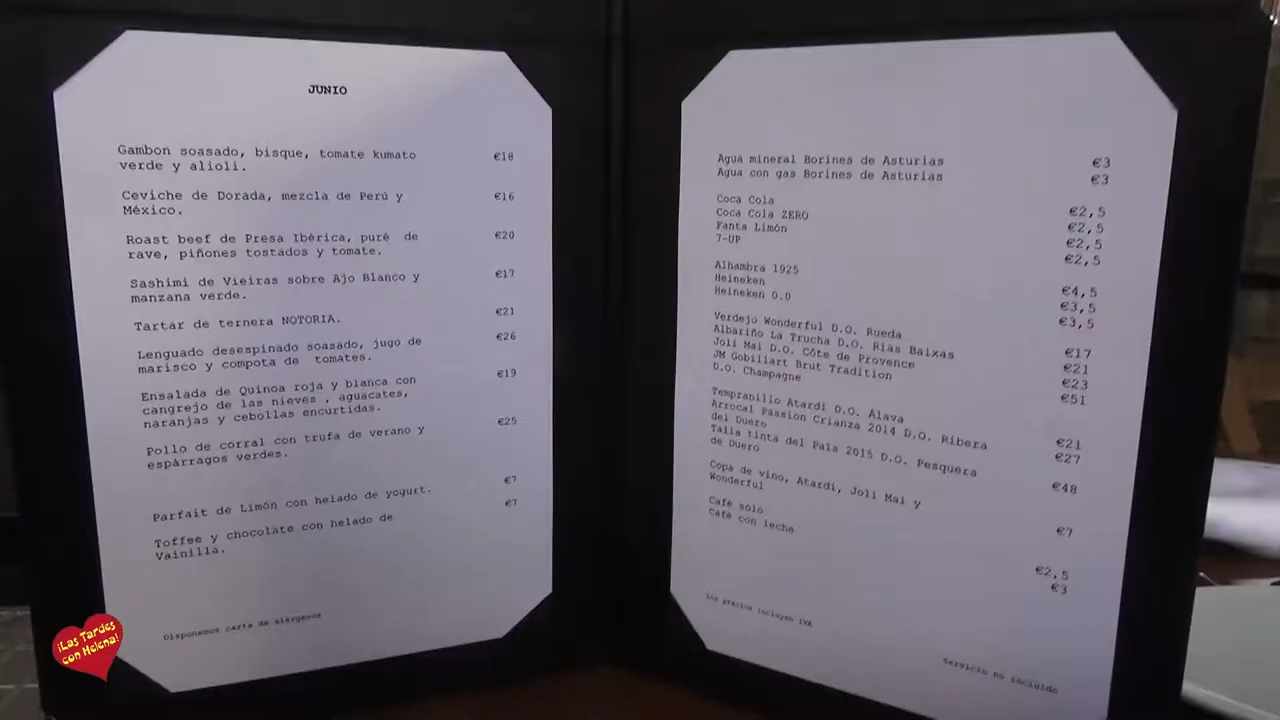 JUNIO
Gambon soasado, bisque, tomate kumato €18
verde y alioli.
Ceviche de Dorada, mezcla de Perú y €16
México.
Roast beef de Presa Ibérica, puré de €20
rave, piñones tostados y tomate.
Sashimi de Vieiras sobre Ajo Blanco y €17
manzana verde.
Tartar de ternera NOTORIA. €21
Lenguado desespinado soasado, jugo de €26
marisco y compota de tomates.
Ensalada de Quinoa roja y blanca con €19
cangrejo de las nieves , aguacates,
naranjas y cebollas encurtidas.
Pollo de corral con trufa de verano y €25
espárragos verdes.
Parfait de Limón con helado de yogurt. €7
Toffee y chocolate con helado de €7
Vainilla.
Disponemos carta de alérgenos
Agua mineral Borines de Asturias €3
Agua con gas Borines de Asturias €3
Coca Cola €2,5
Coca Cola ZERO €2,5
Fanta Limón €2,5
7-UP €2,5
Alhambra 1925 €4,5
Heineken €3,5
Heineken 0.0 €3,5
Verdejo Wonderful D.O. Rueda €17
Albariño La Trucha D.O. Rias Baixas €21
Joli Mai D.O. Côte de Provence €23
JM Gobillart Brut Tradition €51
D.O. Champagne
Tempranillo Atardi D.O. Álava €21
Arrocal Passion Crianza 2014 D.O. Ribera €27
del Duero
Talla tinta del País 2015 D.O. Pesquera €48
de Duero
Copa de vino, Atardi, Joli Mai y
Wonderful €7
Café solo €2,5
Café con leche €3
Los precios incluyen IVA
Servicio no incluido
¡Las Tardes
con Helena!